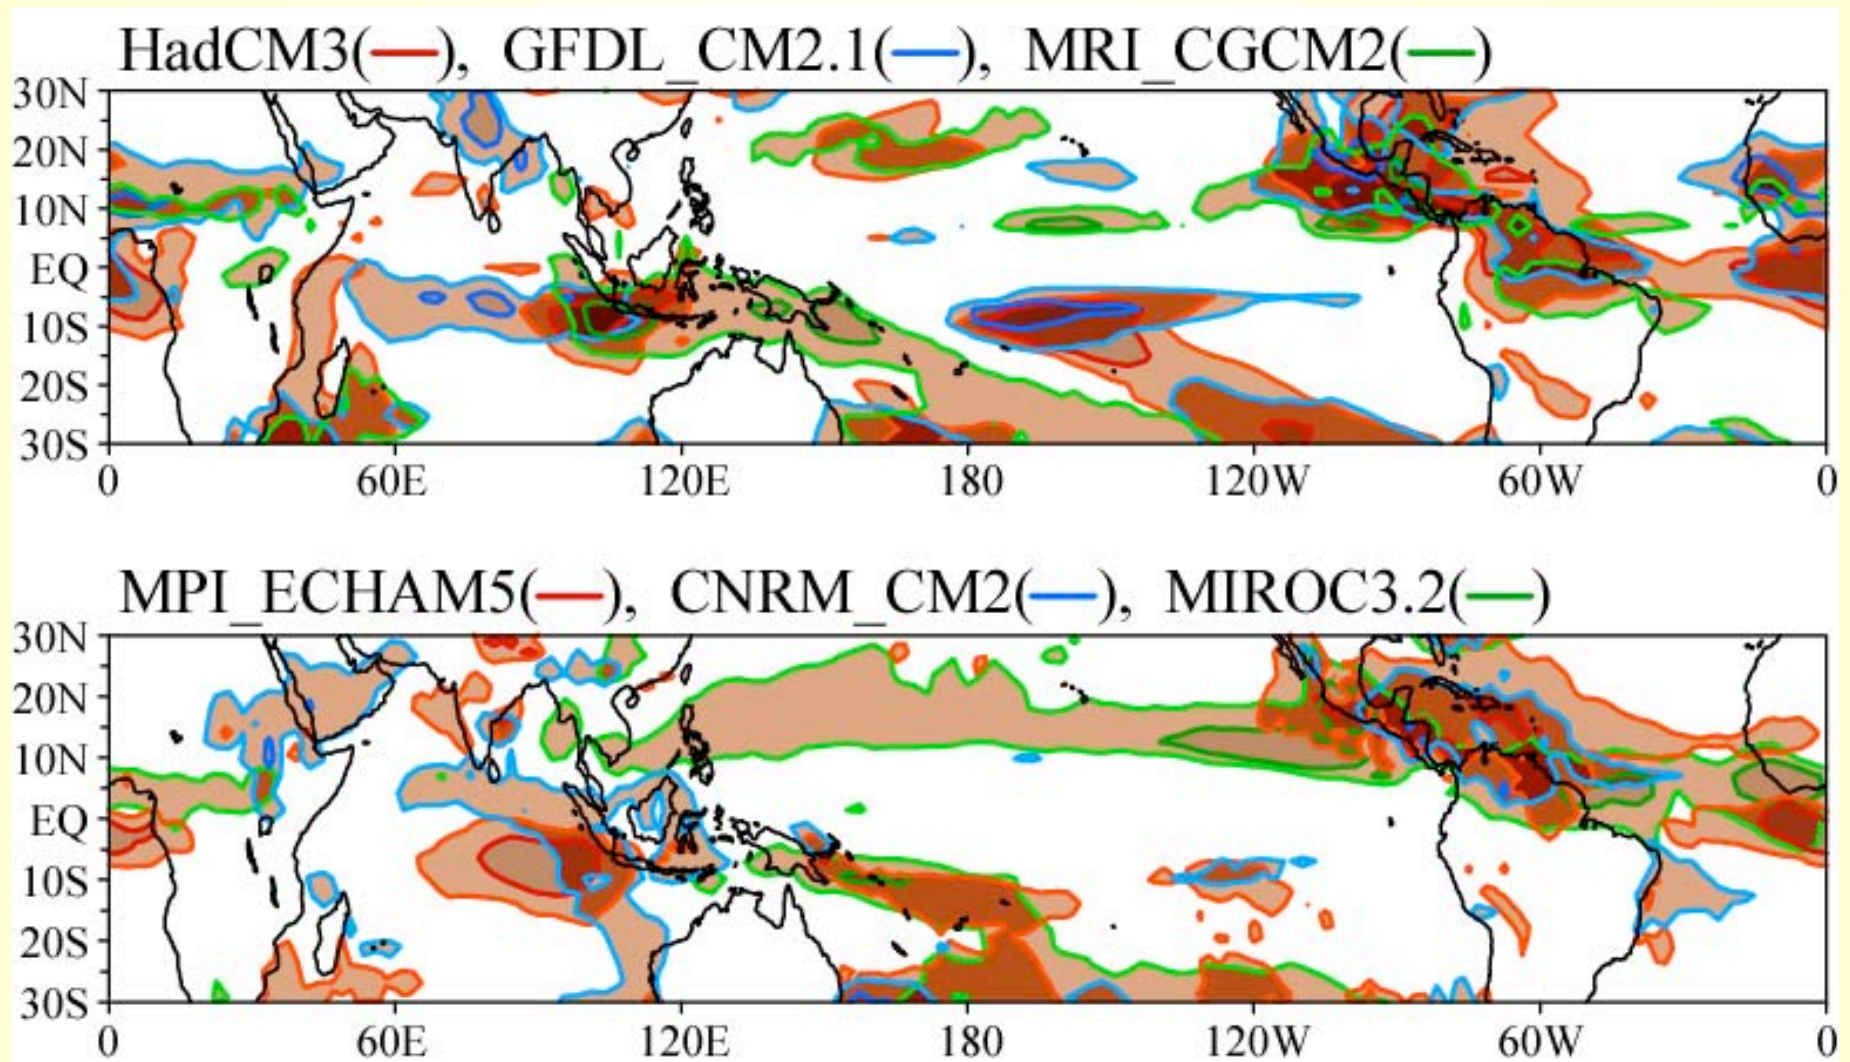 HadCM3(—), GFDL_CM2.1(—), MRI_CGCM2(—)
30N
20N
10N
EQ
10S
20S
30S
0 60E 120E 180 120W 60W 0
MPI_ECHAM5(—), CNRM_CM2(—), MIROC3.2(—)
30N
20N
10N
EQ
10S
20S
30S
0 60E 120E 180 120W 60W 0